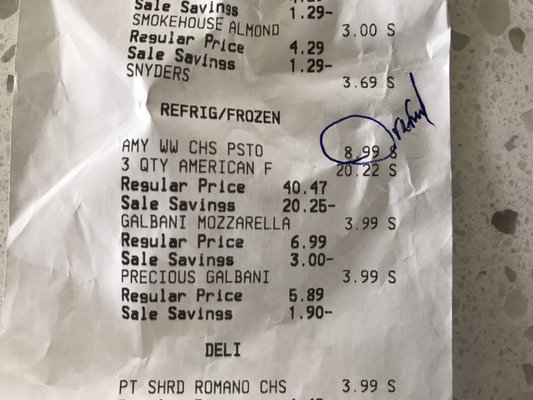 Sale Savings 1.29-
SMOKEHOUSE ALMOND 3.00 S
Regular Price 4.29
Sale Savings 1.29-
SNYDERS 3.69 S
REFRIG/FROZEN
AMY WW CHS PSTO 8.99 S
3 QTY AMERICAN F 20.22 S
Regular Price 40.47
Sale Savings 20.25-
GALBANI MOZZARELLA 3.99 S
Regular Price 6.99
Sale Savings 3.00-
PRECIOUS GALBANI 3.99 S
Regular Price 5.89
Sale Savings 1.90-
DELI
PT SHRD ROMANO CHS 3.99 S